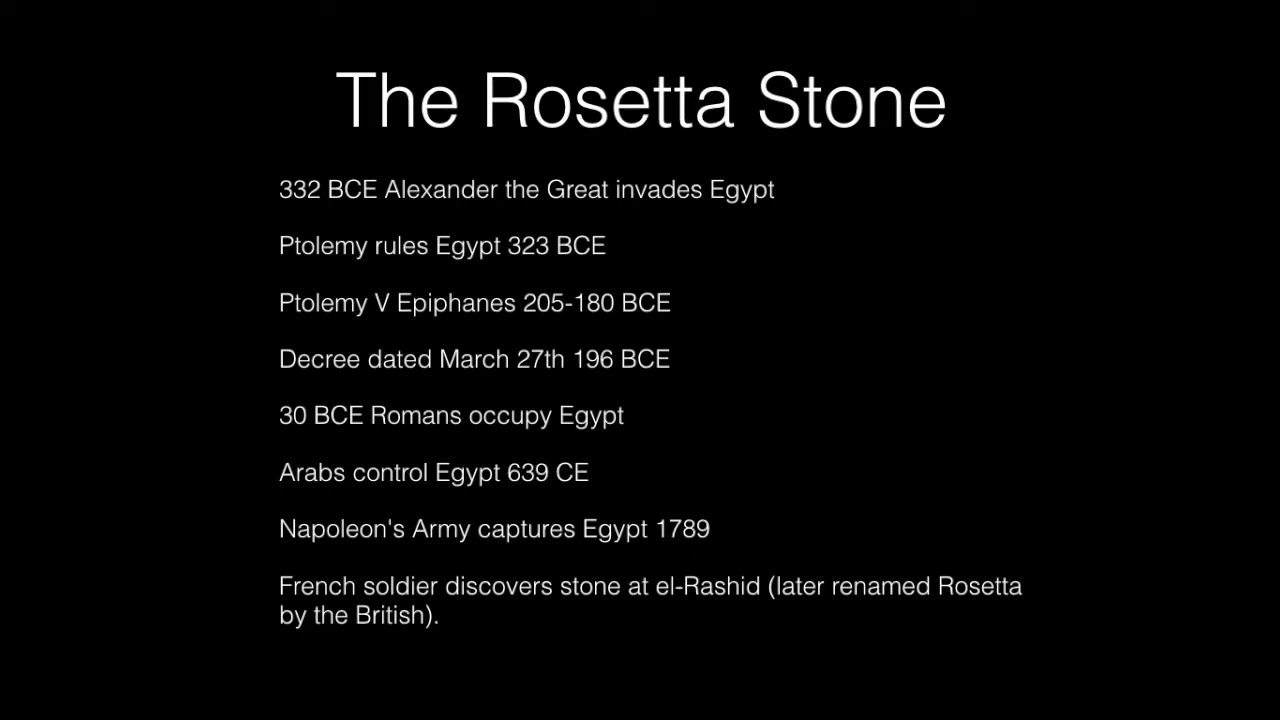 The Rosetta Stone
332 BCE Alexander the Great invades Egypt
Ptolemy rules Egypt 323 BCE
Ptolemy V Epiphanes 205-180 BCE
Decree dated March 27th 196 BCE
30 BCE Romans occupy Egypt
Arabs control Egypt 639 CE
Napoleon's Army captures Egypt 1789
French soldier discovers stone at el-Rashid (later renamed Rosetta
by the British).